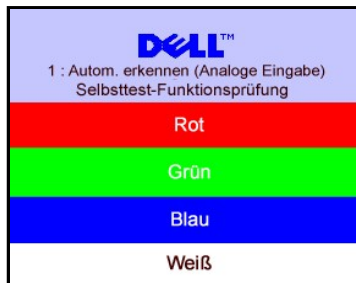 DELL™
1 : Autom. erkennen (Analoge Eingabe)
Selbsttest-Funktionsprüfung
Rot
Grün
Blau
Weiß